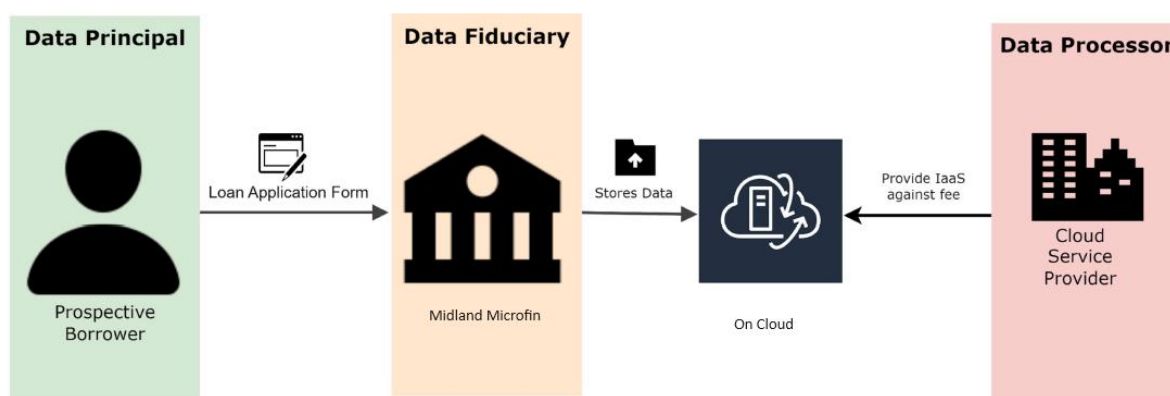 Data Principal
Data Fiduciary
Data Processor
Loan Application Form
Stores Data
Provide IaaS
against fee
Prospective
Borrower
Midland Microfin
On Cloud
Cloud
Service
Provider